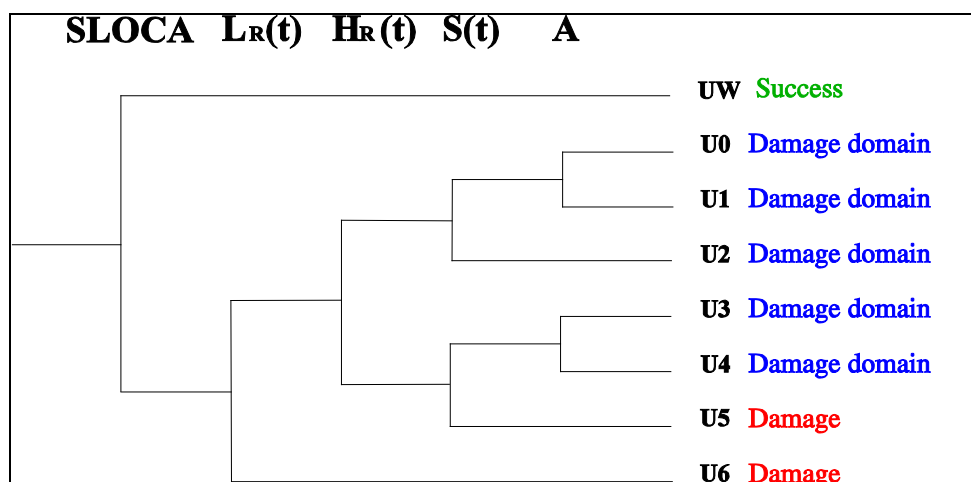 SLOCA LR(t) HR(t) S(t) A
UW Success
U0 Damage domain
U1 Damage domain
U2 Damage domain
U3 Damage domain
U4 Damage domain
U5 Damage
U6 Damage